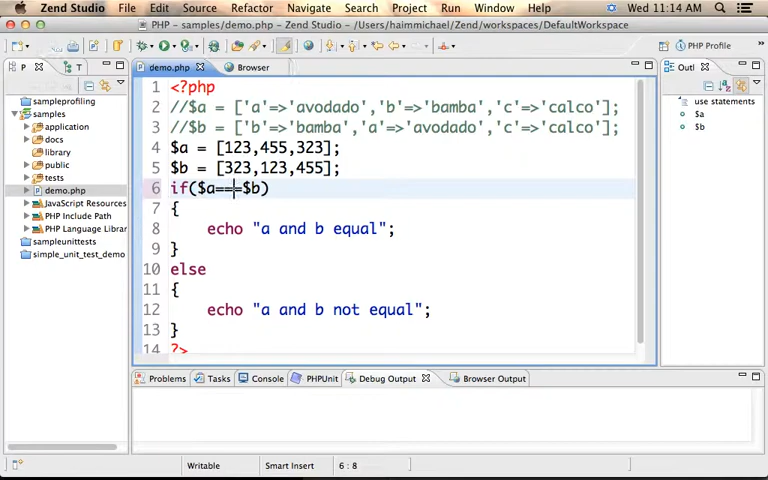 Zend Studio File Edit Source Refactor Navigate Search Project Run Window Help Wed 11:14 AM
PHP - samples/demo.php - Zend Studio - /Users/haimmichael/Zend/workspaces/DefaultWorkspace
PHP Profile
P T
demo.php Browser
Outl
sampleprofiling
samples
application
docs
library
public
tests
demo.php
JavaScript Resources
PHP Include Path
PHP Language Librar
sampleunittests
simple_unit_test_demo
1 <?php
2 //$a = ['a'=>'avodado','b'=>'bamba','c'=>'calco'];
3 //$b = ['b'=>'bamba','a'=>'avodado','c'=>'calco'];
4 $a = [123,455,323];
5 $b = [323,123,455];
6 if($a===$b)
7 {
8 echo "a and b equal";
9 }
10 else
11 {
12 echo "a and b not equal";
13 }
14 ?>
use statements
$a
$b
Problems Tasks Console PHPUnit Debug Output Browser Output
Writable Smart Insert 6 : 8